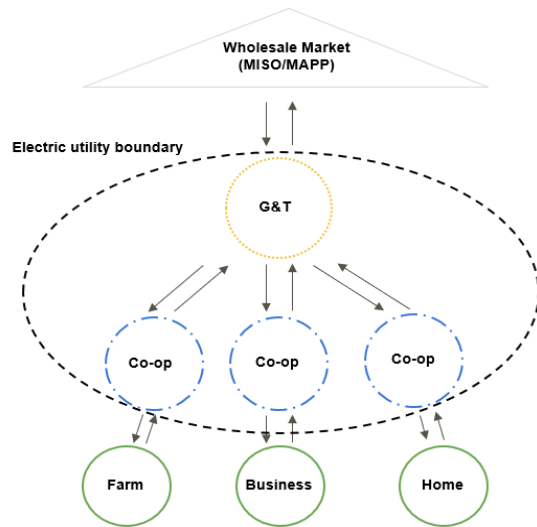 Wholesale Market
(MISO/MAPP)
Electric utility boundary
G&T
Co-op
Co-op
Co-op
Farm
Business
Home